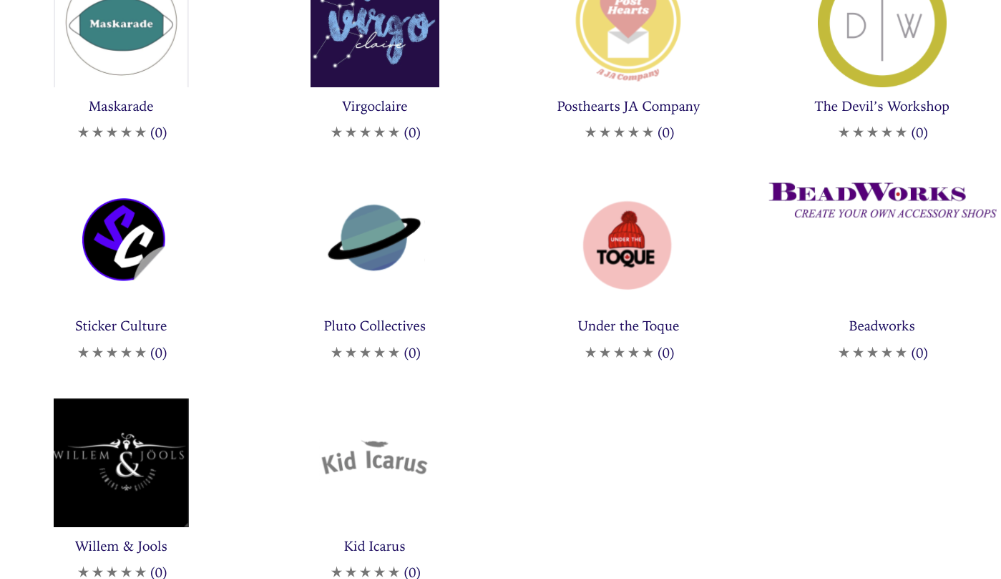 Maskarade
virgo
claire
Post
Hearts
A JA Company
D | W
Maskarade
Virgoclaire
Posthearts JA Company
The Devil's Workshop
★★★★★ (0)
★★★★★ (0)
★★★★★ (0)
★★★★★ (0)
SC
UNDER THE
TOQUE
BEADWORKS
CREATE YOUR OWN ACCESSORY SHOPS
Sticker Culture
Pluto Collectives
Under the Toque
Beadworks
★★★★★ (0)
★★★★★ (0)
★★★★★ (0)
★★★★★ (0)
WILLEM & JÖOLS
Kid Icarus
Willem & Jools
Kid Icarus
★★★★★ (0)
★★★★★ (0)